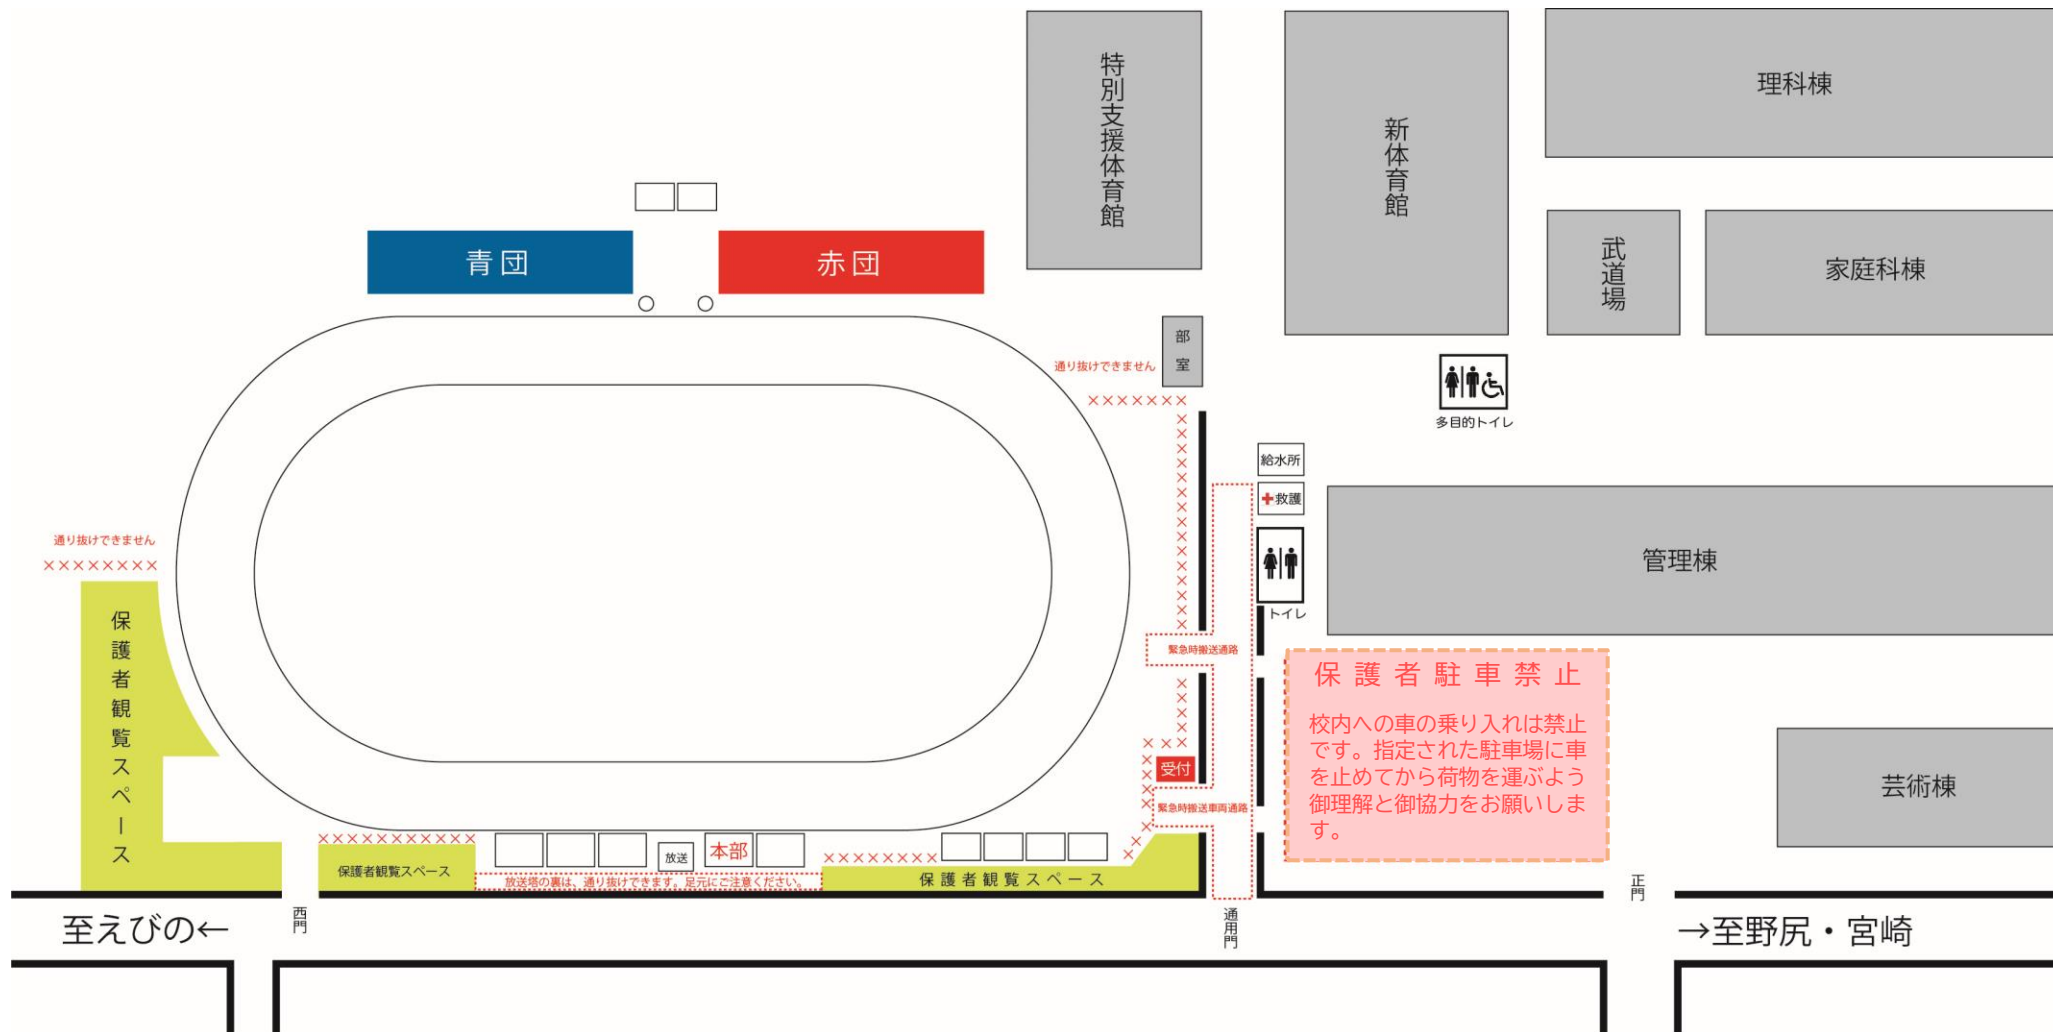 特別支援体育館
新体育館
理科棟
武道場
家庭科棟
青団
赤団
部室
通り抜けできません
××××××××
多目的トイレ
給水所
救護
トイレ
管理棟
通り抜けできません
××××××××
保護者観覧スペース
緊急時搬送通路
保護者駐車禁止
校内への車の乗り入れは禁止
です。指定された駐車場に車
を止めてから荷物を運ぶよう
御理解と御協力をお願いしま
す。
受付
緊急時搬送車両通路
芸術棟
放送
本部
保護者観覧スペース
放送塔の裏は、通り抜けできます。足元にご注意ください。
保護者観覧スペース
西門
通用門
正門
至えびの←
→至野尻・宮崎